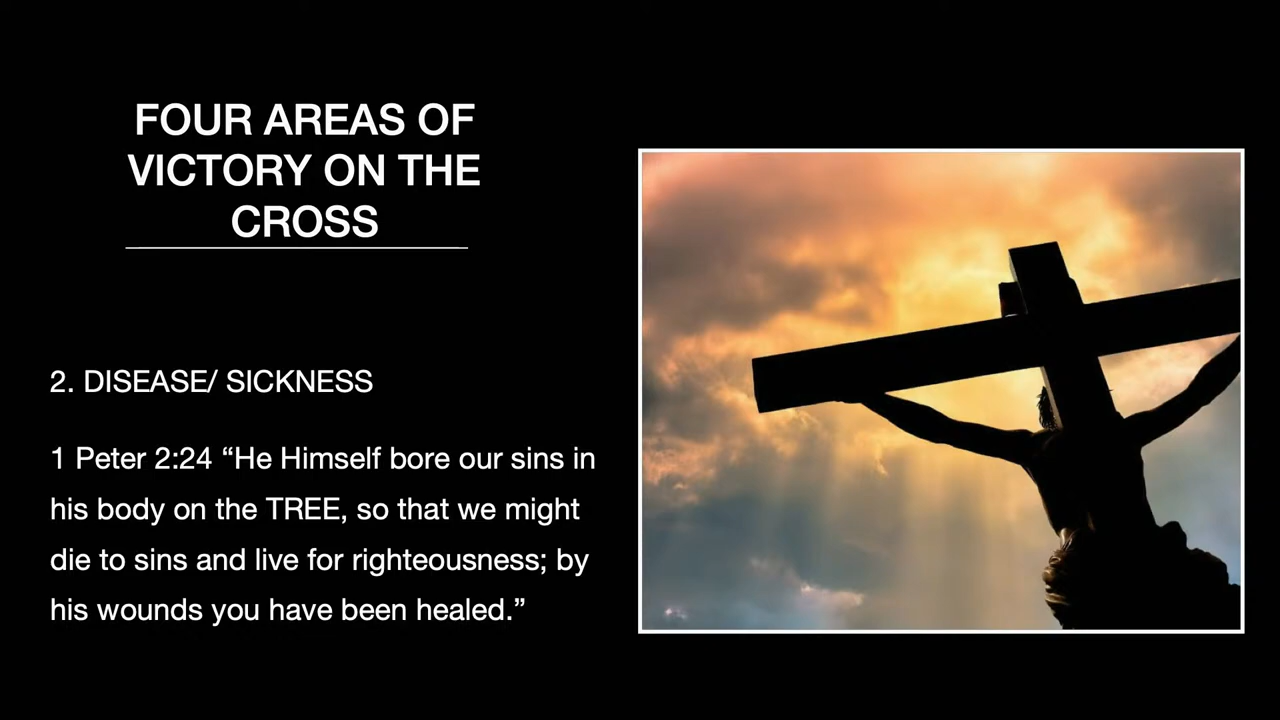 FOUR AREAS OF
VICTORY ON THE
CROSS
2. DISEASE/ SICKNESS
1 Peter 2:24 “He Himself bore our sins in
his body on the TREE, so that we might
die to sins and live for righteousness; by
his wounds you have been healed.”